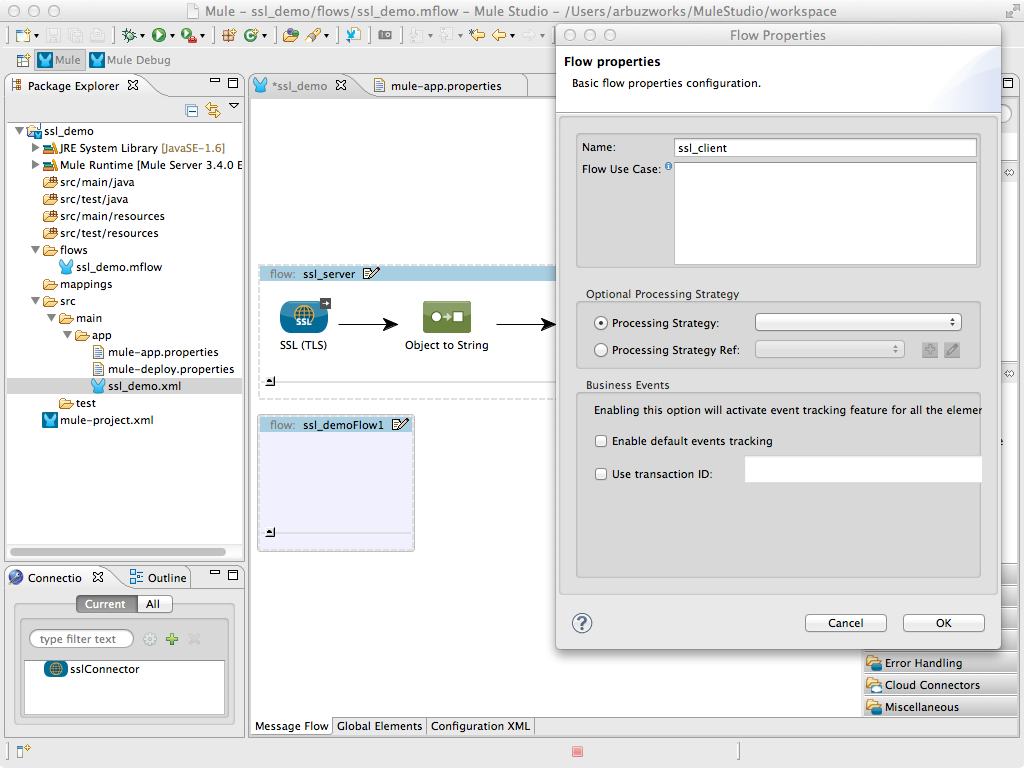 Mule – ssl_demo/flows/ssl_demo.mflow – Mule Studio – /Users/arbuzworks/MuleStudio/workspace
Mule
Mule Debug
Package Explorer
ssl_demo
JRE System Library [JavaSE-1.6]
Mule Runtime [Mule Server 3.4.0 E
src/main/java
src/test/java
src/main/resources
src/test/resources
flows
ssl_demo.mflow
mappings
src
main
app
mule-app.properties
mule-deploy.properties
ssl_demo.xml
test
mule-project.xml
Connectio
Outline
Current
All
type filter text
sslConnector
*ssl_demo
mule-app.properties
flow: ssl_server
SSL
SSL (TLS)
Object to String
flow: ssl_demoFlow1
Message Flow
Global Elements
Configuration XML
Flow Properties
Flow properties
Basic flow properties configuration.
Name:
ssl_client
Flow Use Case:
Optional Processing Strategy
Processing Strategy:
Processing Strategy Ref:
Business Events
Enabling this option will activate event tracking feature for all the elemer
Enable default events tracking
Use transaction ID:
?
Cancel
OK
Error Handling
Cloud Connectors
Miscellaneous